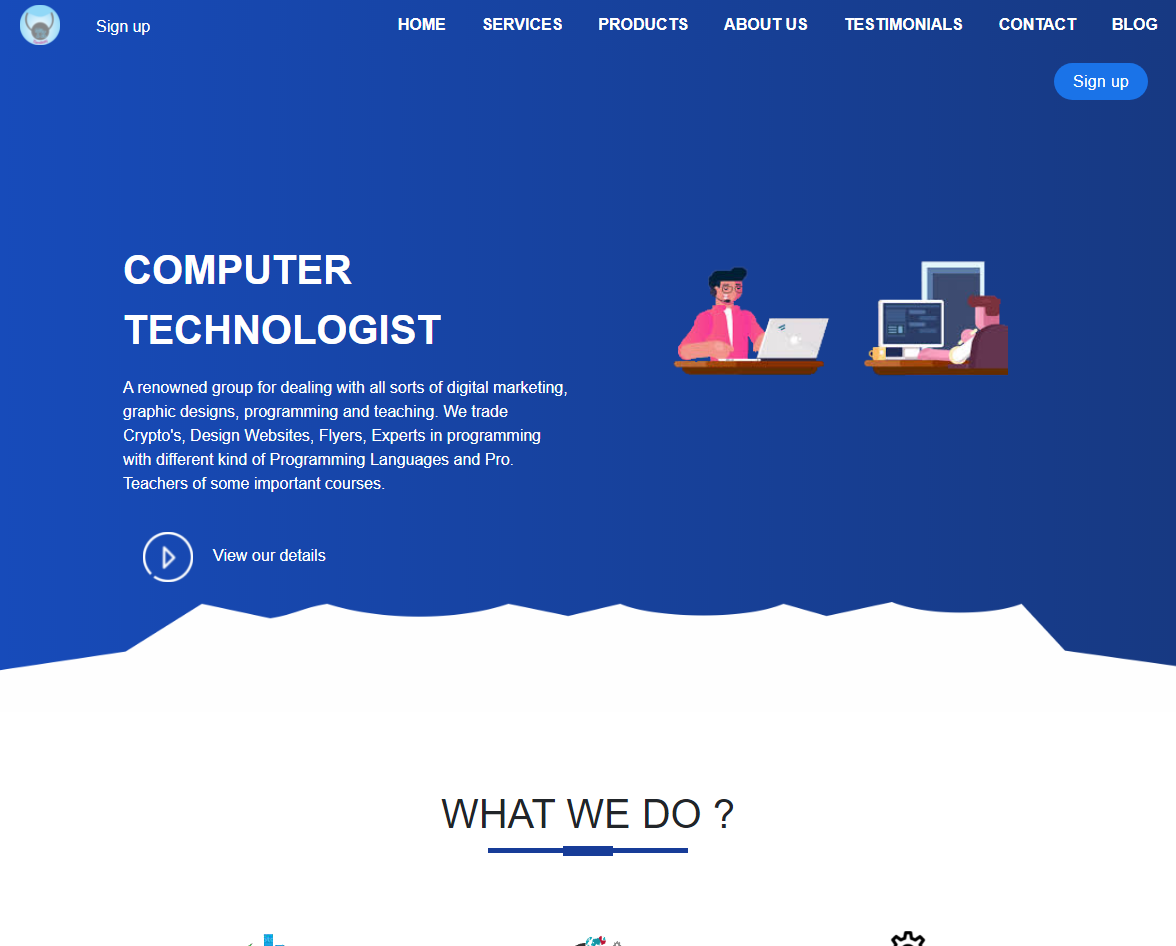 Sign up
HOME SERVICES PRODUCTS ABOUT US TESTIMONIALS CONTACT BLOG
Sign up
COMPUTER
TECHNOLOGIST
A renowned group for dealing with all sorts of digital marketing,
graphic designs, programming and teaching. We trade
Crypto's, Design Websites, Flyers, Experts in programming
with different kind of Programming Languages and Pro.
Teachers of some important courses.
View our details
WHAT WE DO ?